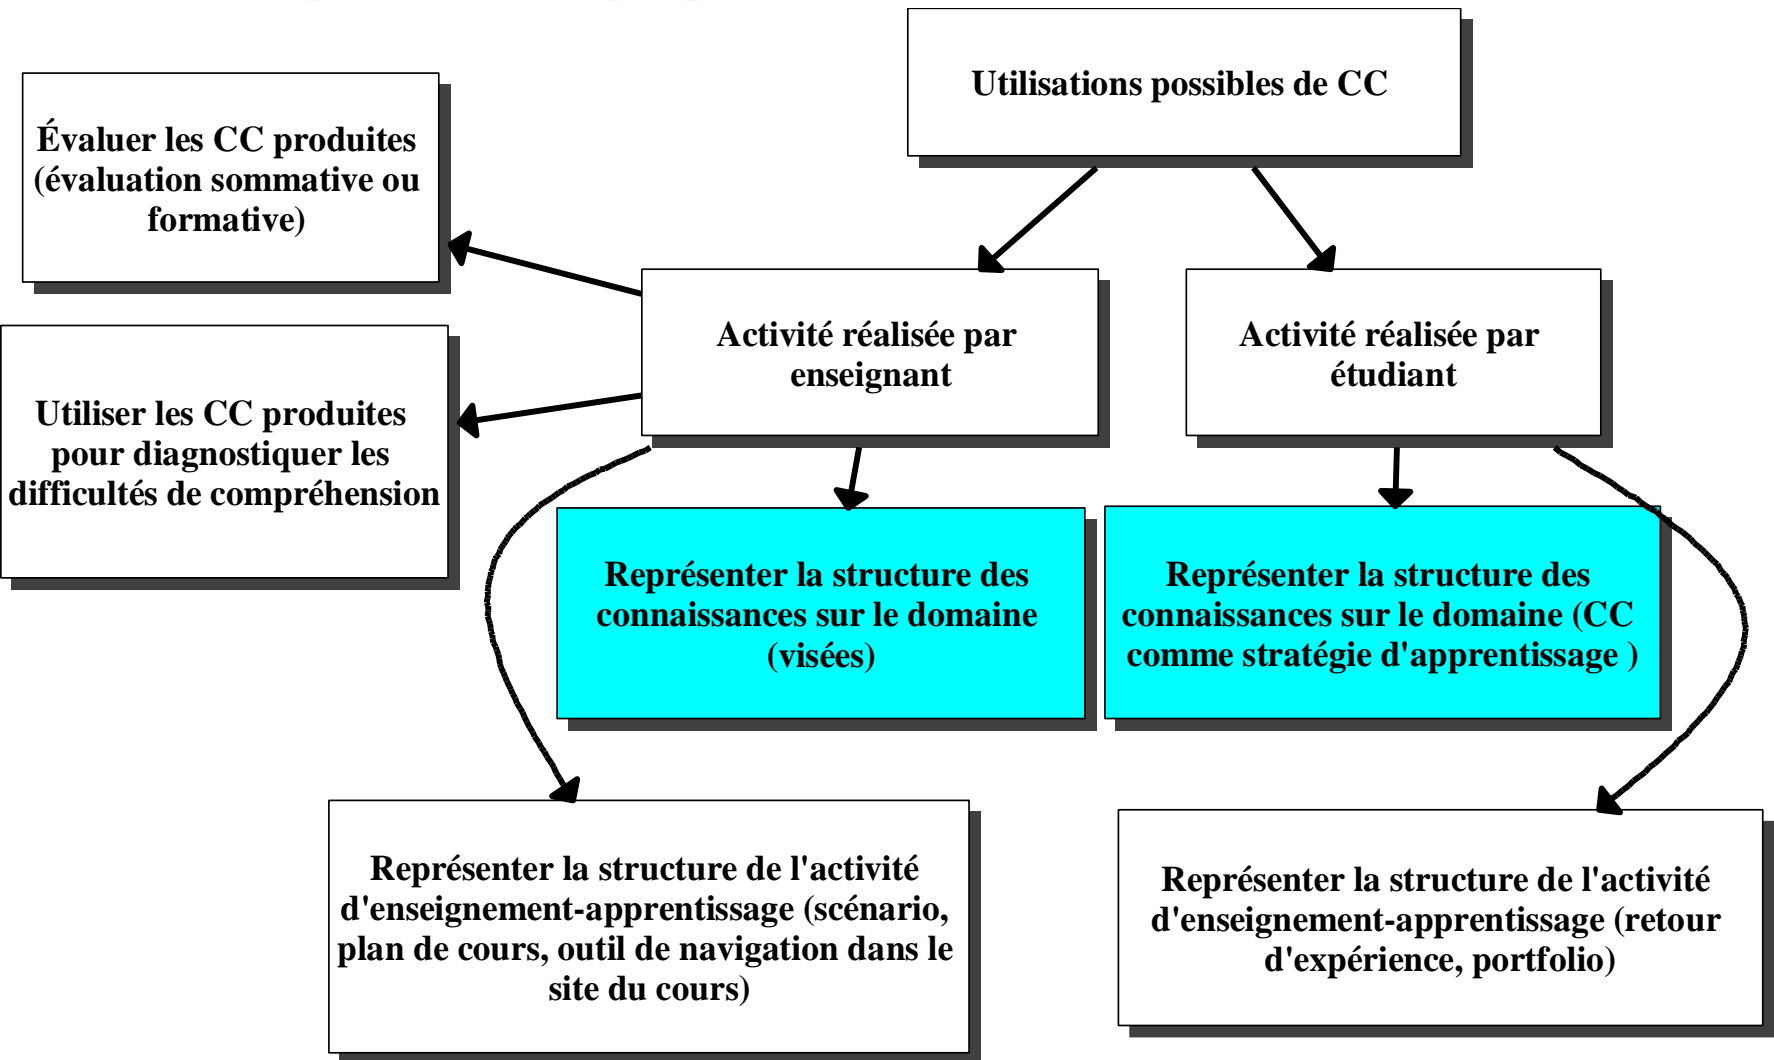 Utilisations possibles de CC
Évaluer les CC produites
(évaluation sommative ou
formative)
Activité réalisée par
enseignant
Activité réalisée par
étudiant
Utiliser les CC produites
pour diagnostiquer les
difficultés de compréhension
Représenter la structure des
connaissances sur le domaine
(visées)
Représenter la structure des
connaissances sur le domaine (CC
comme stratégie d'apprentissage )
Représenter la structure de l'activité
d'enseignement-apprentissage (scénario,
plan de cours, outil de navigation dans le
site du cours)
Représenter la structure de l'activité
d'enseignement-apprentissage (retour
d'expérience, portfolio)